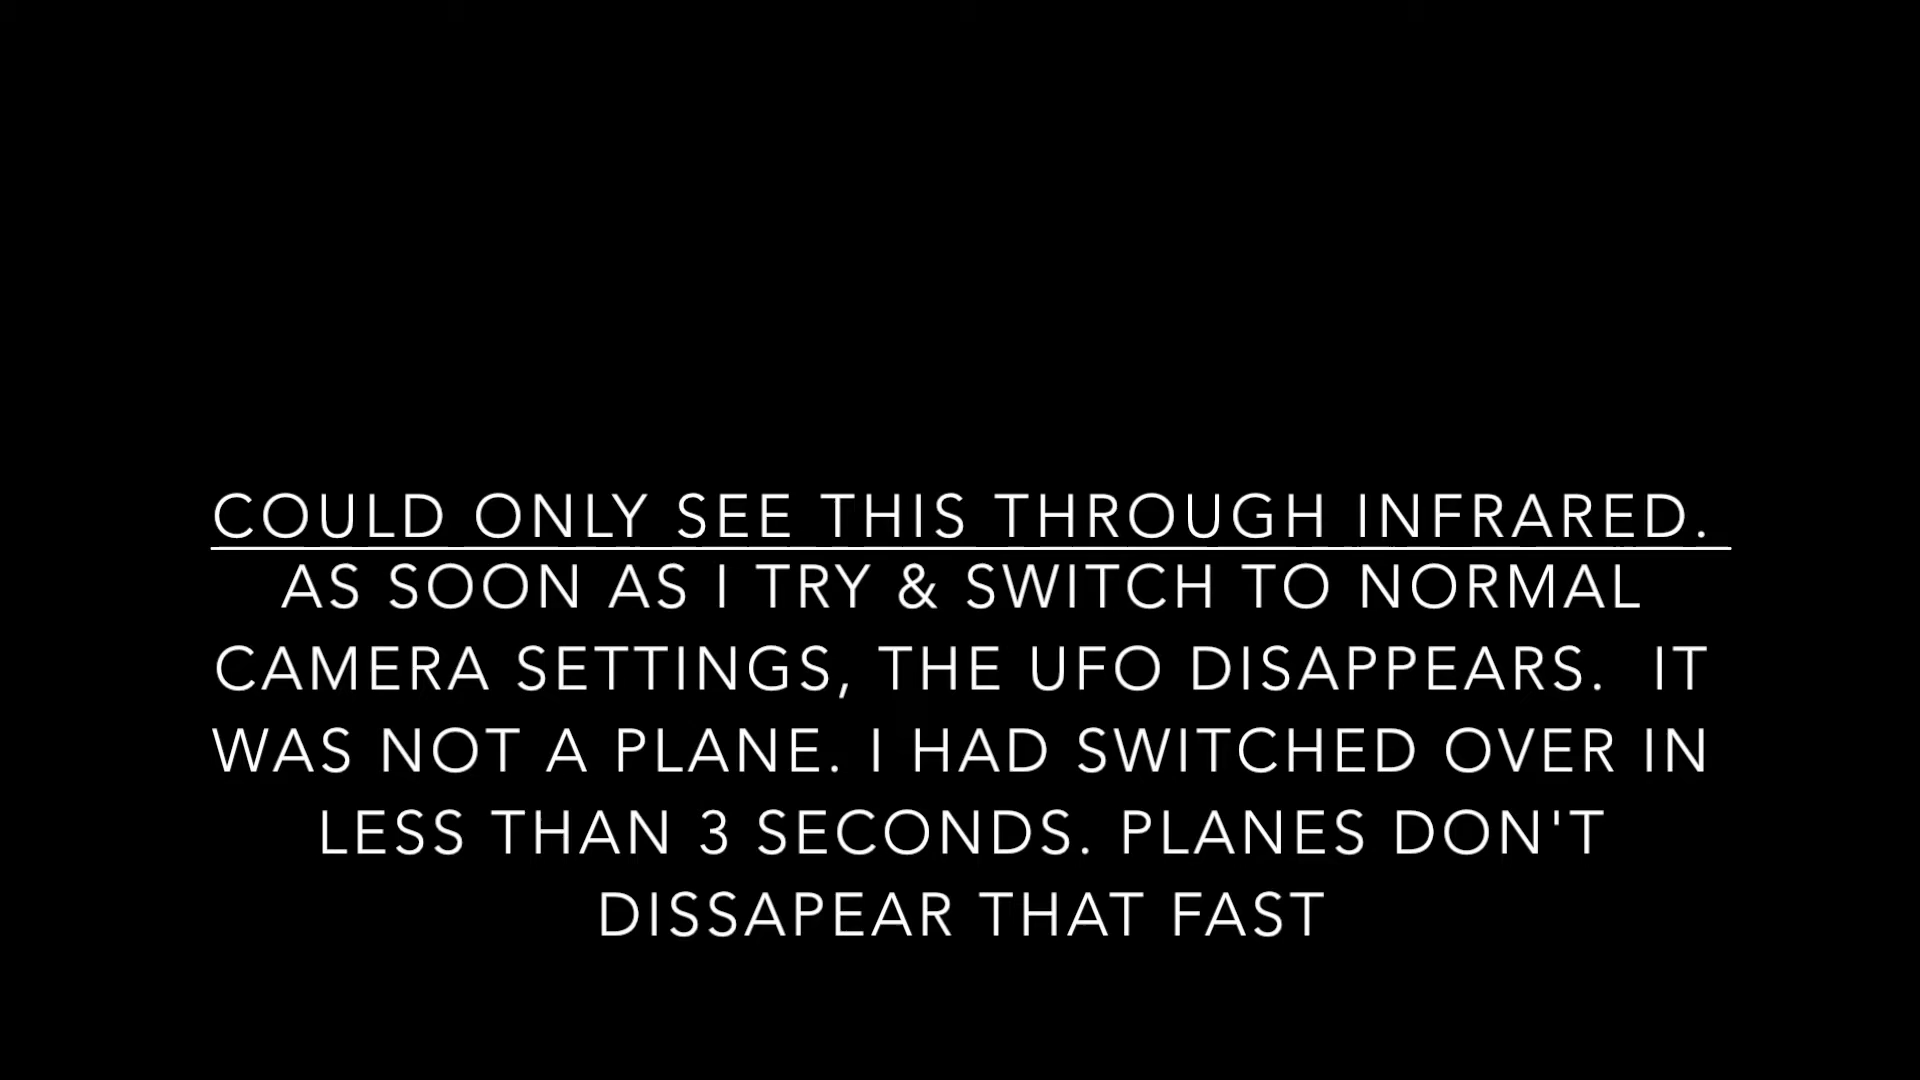 COULD ONLY SEE THIS THROUGH INFRARED.
AS SOON AS I TRY & SWITCH TO NORMAL
CAMERA SETTINGS, THE UFO DISAPPEARS.  IT
WAS NOT A PLANE. I HAD SWITCHED OVER IN
LESS THAN 3 SECONDS. PLANES DON'T
DISSAPEAR THAT FAST